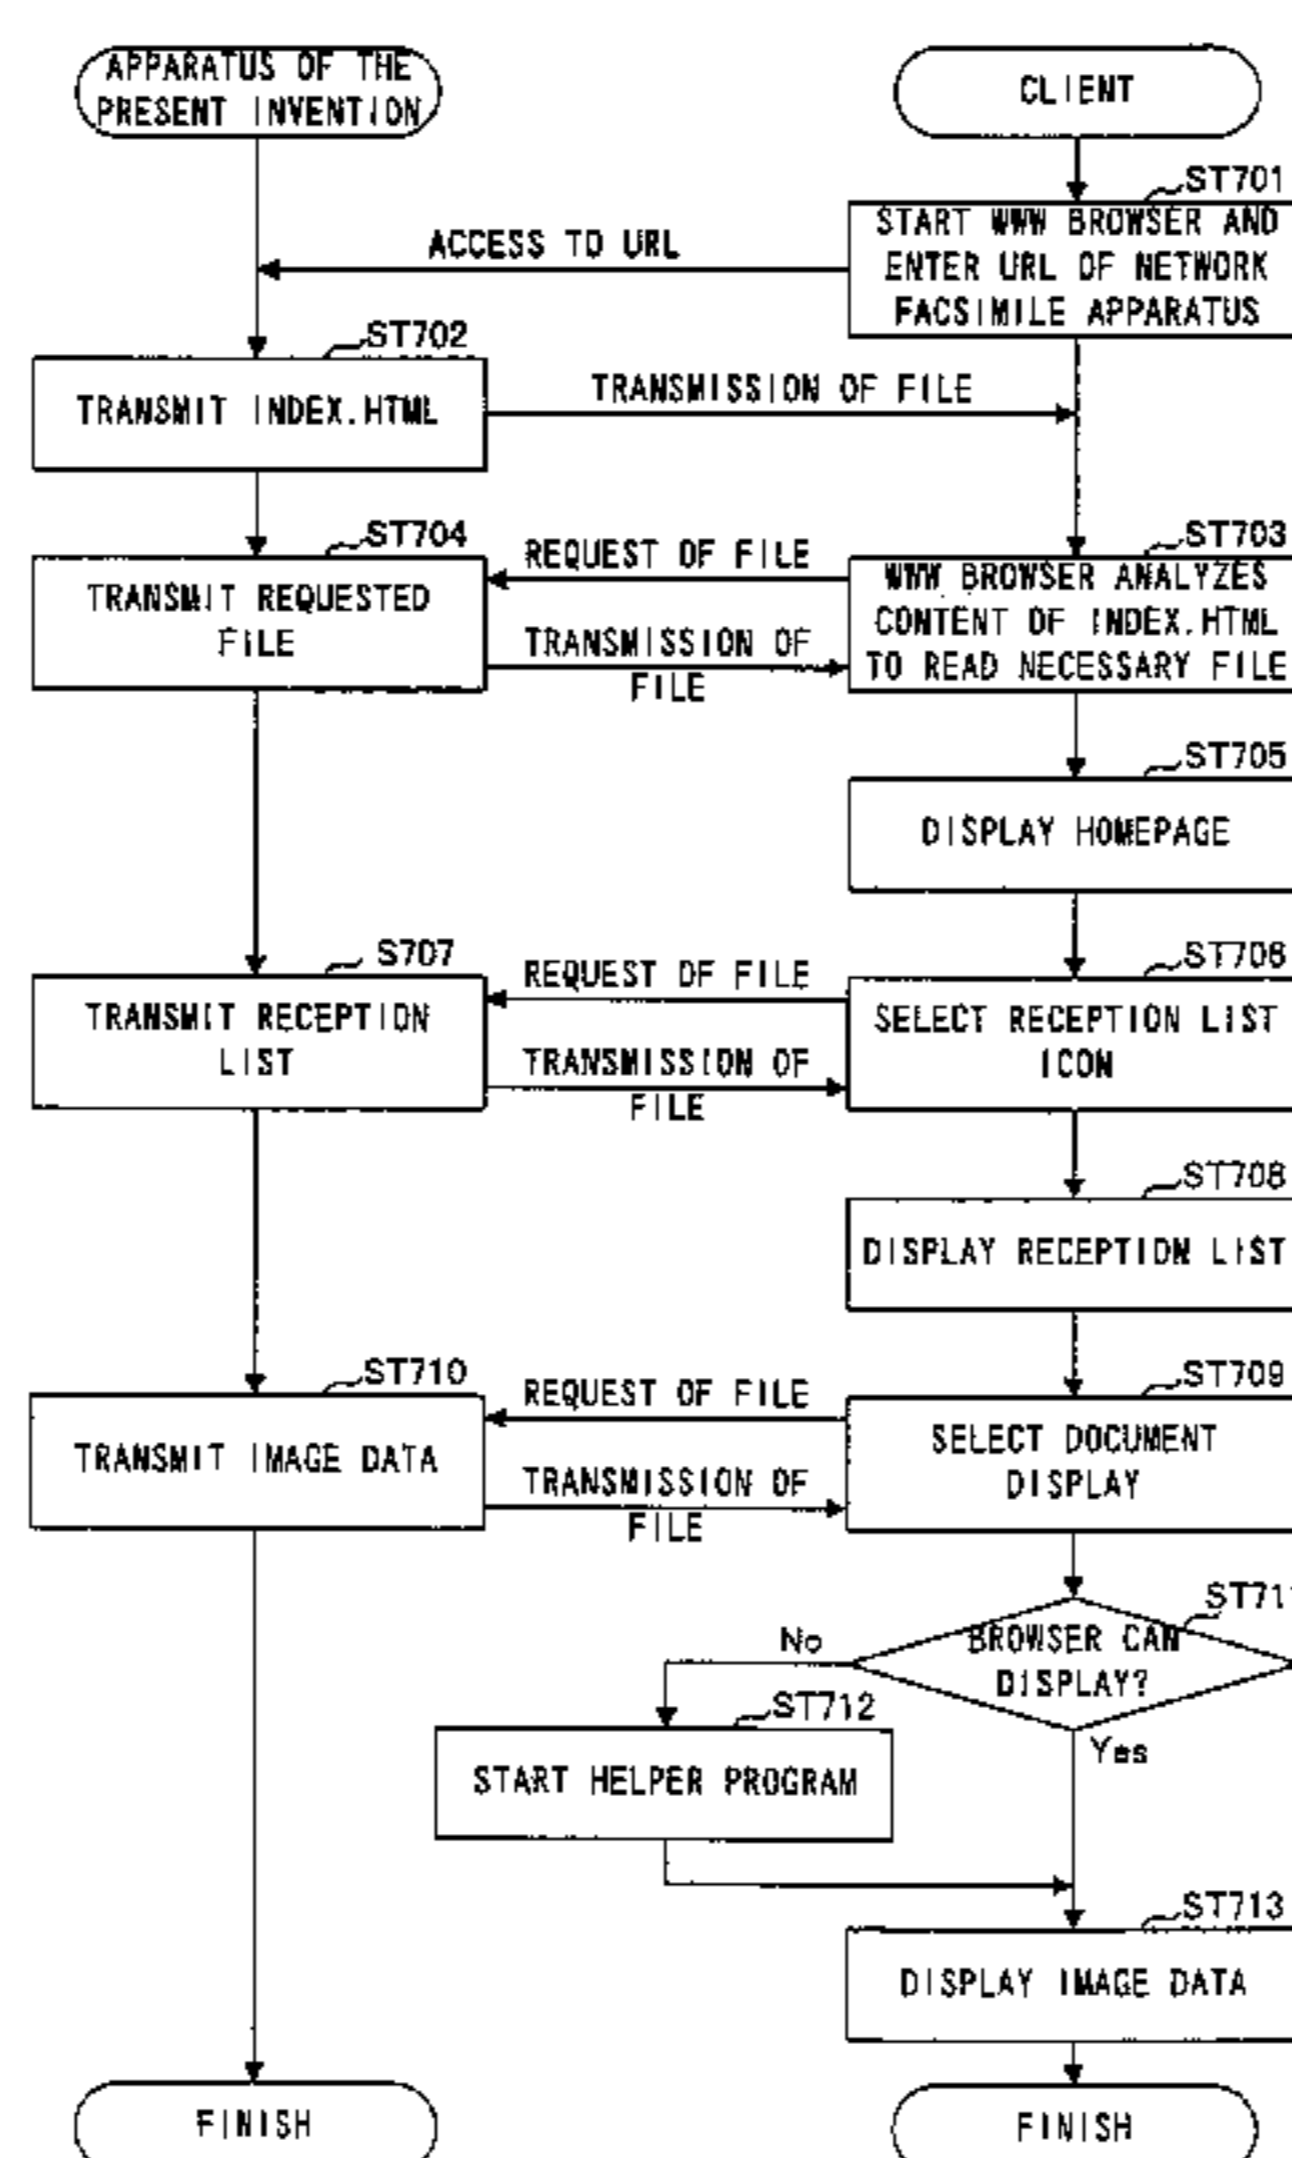 APPARATUS OF THE
PRESENT INVENTION
CLIENT
ST701
START WWW BROWSER AND
ENTER URL OF NETWORK
FACSIMILE APPARATUS
ACCESS TO URL
ST702
TRANSMIT INDEX.HTML
TRANSMISSION OF FILE
ST704
TRANSMIT REQUESTED
FILE
REQUEST OF FILE
TRANSMISSION OF
FILE
ST703
WWW BROWSER ANALYZES
CONTENT OF INDEX.HTML
TO READ NECESSARY FILE
ST705
DISPLAY HOMEPAGE
S707
TRANSMIT RECEPTION
LIST
REQUEST OF FILE
TRANSMISSION OF
FILE
ST706
SELECT RECEPTION LIST
ICON
ST708
DISPLAY RECEPTION LIST
ST710
TRANSMIT IMAGE DATA
REQUEST OF FILE
TRANSMISSION OF
FILE
ST709
SELECT DOCUMENT
DISPLAY
ST711
BROWSER CAN
DISPLAY?
No
Yes
ST712
START HELPER PROGRAM
ST713
DISPLAY IMAGE DATA
FINISH
FINISH